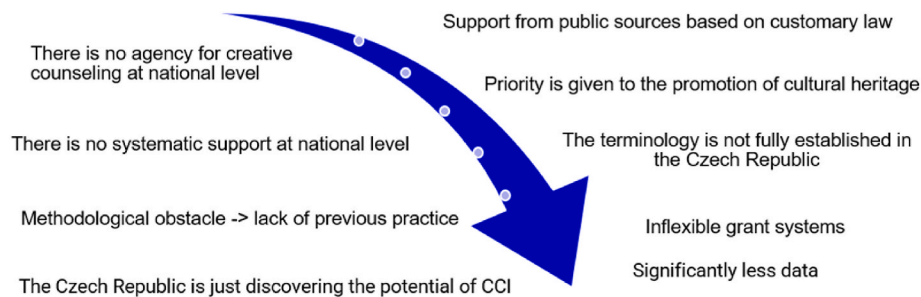 Support from public sources based on customary law
There is no agency for creative
counseling at national level
Priority is given to the promotion of cultural heritage
There is no systematic support at national level
The terminology is not fully established in
the Czech Republic
Methodological obstacle -> lack of previous practice
Inflexible grant systems
Significantly less data
The Czech Republic is just discovering the potential of CCI